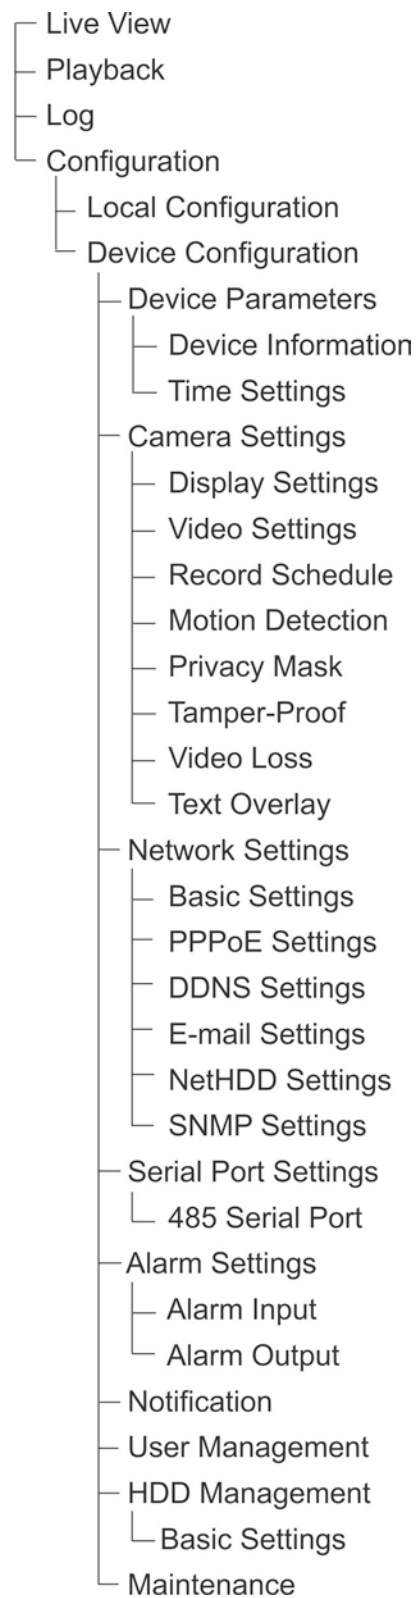 Live View
Playback
Log
Configuration
Local Configuration
Device Configuration
Device Parameters
Device Information
Time Settings
Camera Settings
Display Settings
Video Settings
Record Schedule
Motion Detection
Privacy Mask
Tamper-Proof
Video Loss
Text Overlay
Network Settings
Basic Settings
PPPoE Settings
DDNS Settings
E-mail Settings
NetHDD Settings
SNMP Settings
Serial Port Settings
485 Serial Port
Alarm Settings
Alarm Input
Alarm Output
Notification
User Management
HDD Management
Basic Settings
Maintenance